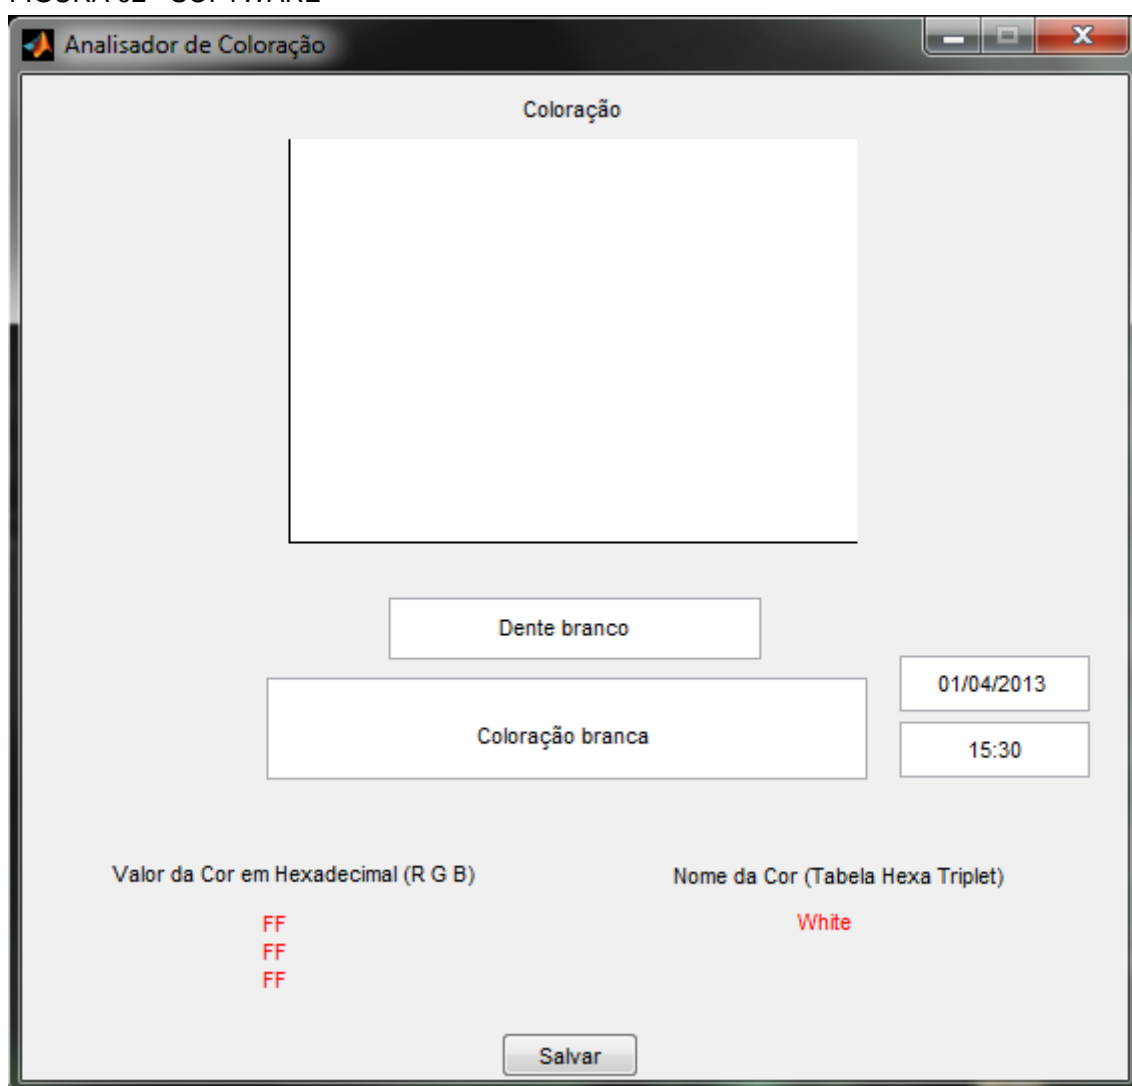 Analisador de Coloração
Coloração
Dente branco
Coloração branca
01/04/2013
15:30
Valor da Cor em Hexadecimal (R G B)
FF
FF
FF
Nome da Cor (Tabela Hexa Triplet)
White
Salvar